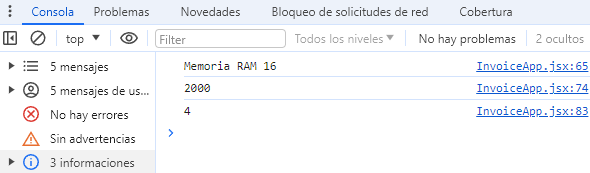 Consola Problemas Novedades Bloqueo de solicitudes de red Cobertura
top Filter Todos los niveles No hay problemas 2 ocultos
5 mensajes
5 mensajes de us...
No hay errores
Sin advertencias
3 informaciones
Memoria RAM 16 InvoiceApp.jsx:65
2000 InvoiceApp.jsx:74
4 InvoiceApp.jsx:83